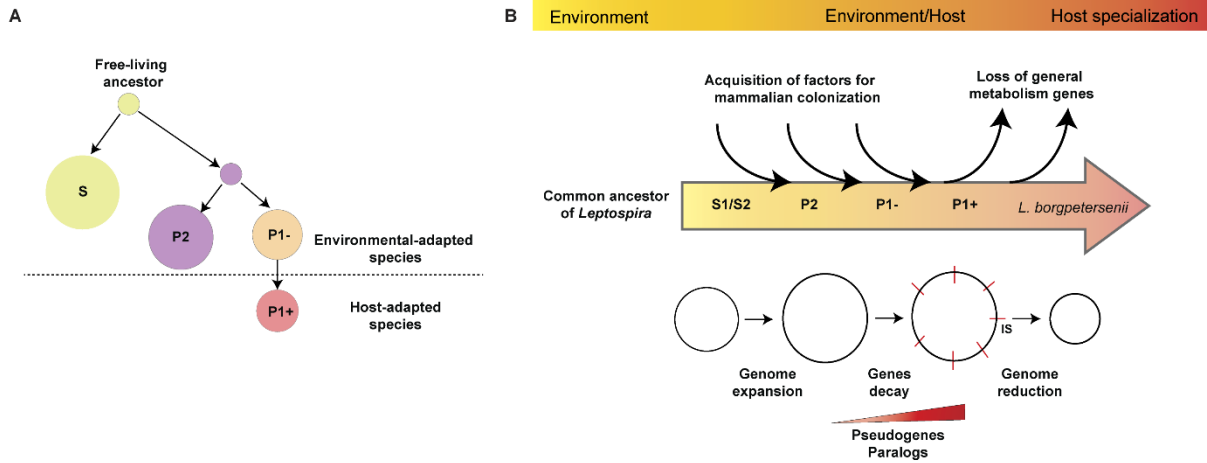 A
Free-living
ancestor
S
P2
P1-
Environmental-adapted
species
P1+
Host-adapted
species
B
Environment
Environment/Host
Host specialization
Acquisition of factors for
mammalian colonization
Loss of general
metabolism genes
Common ancestor
of Leptospira
S1/S2
P2
P1-
P1+
L. borgpetersenii
IS
Genome
expansion
Genes
decay
Genome
reduction
Pseudogenes
Paralogs